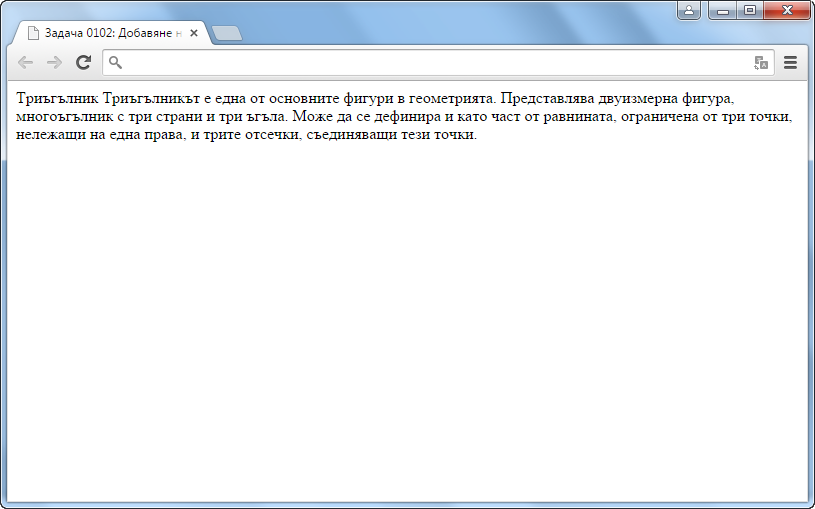 Задача 0102: Добавяне н
Триъгълник Триъгълникът е една от основните фигури в геометрията. Представлява двуизмерна фигура,
многоъгълник с три страни и три ъгъла. Може да се дефинира и като част от равнината, ограничена от три точки,
нележащи на една права, и трите отсечки, съединяващи тези точки.